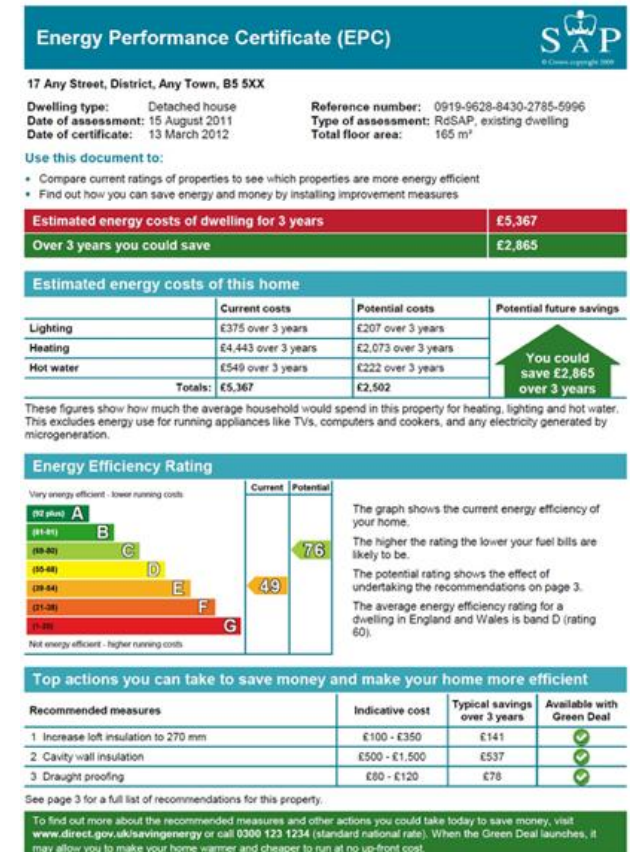 Energy Performance Certificate (EPC)
SAP
© Crown copyright 2009
17 Any Street, District, Any Town, B5 5XX
Dwelling type: Detached house
Date of assessment: 15 August 2011
Date of certificate: 13 March 2012
Reference number: 0919-9628-8430-2785-5996
Type of assessment: RdSAP, existing dwelling
Total floor area: 165 m²
Use this document to:
• Compare current ratings of properties to see which properties are more energy efficient
• Find out how you can save energy and money by installing improvement measures
Estimated energy costs of dwelling for 3 years £5,367
Over 3 years you could save £2,865
Estimated energy costs of this home
Current costs Potential costs Potential future savings
Lighting £375 over 3 years £207 over 3 years
Heating £4,443 over 3 years £2,073 over 3 years
Hot water £549 over 3 years £222 over 3 years
Totals: £5,367 £2,502
You could
save £2,865
over 3 years
These figures show how much the average household would spend in this property for heating, lighting and hot water.
This excludes energy use for running appliances like TVs, computers and cookers, and any electricity generated by
microgeneration.
Energy Efficiency Rating
Current Potential
Very energy efficient - lower running costs
(92 plus) A
(81-91) B
(69-80) C
(55-68) D
(39-54) E
(21-38) F
(1-20) G
49
76
Not energy efficient - higher running costs
The graph shows the current energy efficiency of
your home.
The higher the rating the lower your fuel bills are
likely to be.
The potential rating shows the effect of
undertaking the recommendations on page 3.
The average energy efficiency rating for a
dwelling in England and Wales is band D (rating
60).
Top actions you can take to save money and make your home more efficient
Recommended measures Indicative cost Typical savings over 3 years Available with Green Deal
1 Increase loft insulation to 270 mm £100 - £350 £141
2 Cavity wall insulation £500 - £1,500 £537
3 Draught proofing £80 - £120 £78
See page 3 for a full list of recommendations for this property.
To find out more about the recommended measures and other actions you could take today to save money, visit
www.direct.gov.uk/savingenergy or call 0300 123 1234 (standard national rate). When the Green Deal launches, it
may allow you to make your home warmer and cheaper to run at no up-front cost.